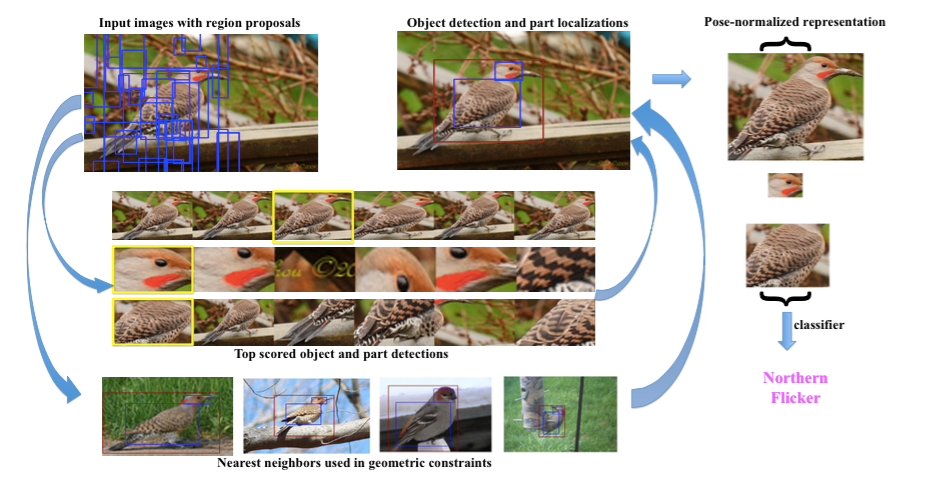 Input images with region proposals
Object detection and part localizations
Pose-normalized representation
©20
Top scored object and part detections
classifier
Northern
Flicker
Nearest neighbors used in geometric constraints